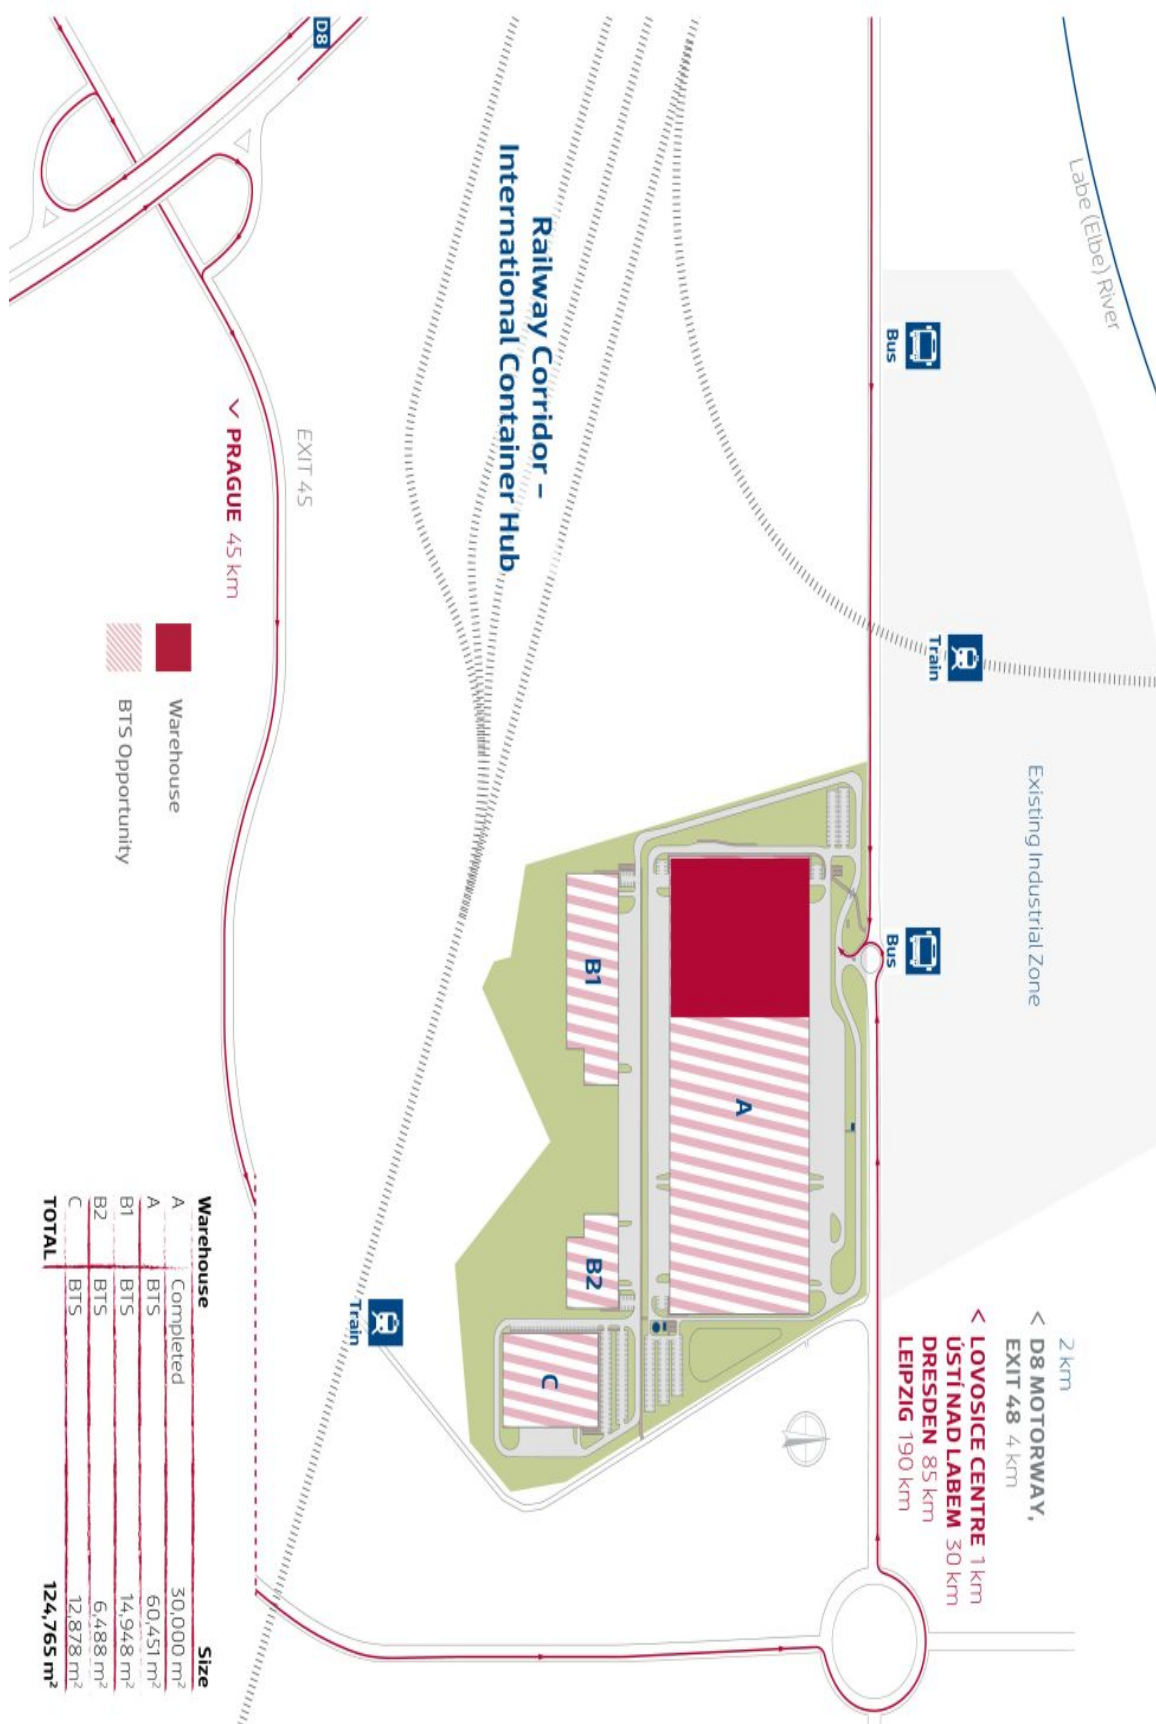 D8
Labe (Elbe) River
Bus
Railway Corridor –
International Container Hub
Train
Existing Industrial Zone
Bus
EXIT 45
˅ PRAGUE 45 km
Warehouse
BTS Opportunity
A
B1
B2
C
Train
2 km
< D8 MOTORWAY,
EXIT 48 4 km
< LOVOSICE CENTRE 1 km
ÚSTÍ NAD LABEM 30 km
DRESDEN 85 km
LEIPZIG 190 km
Warehouse Size
A Completed 30,000 m²
A BTS 60,451 m²
B1 BTS 14,948 m²
B2 BTS 6,488 m²
C BTS 12,878 m²
TOTAL 124,765 m²